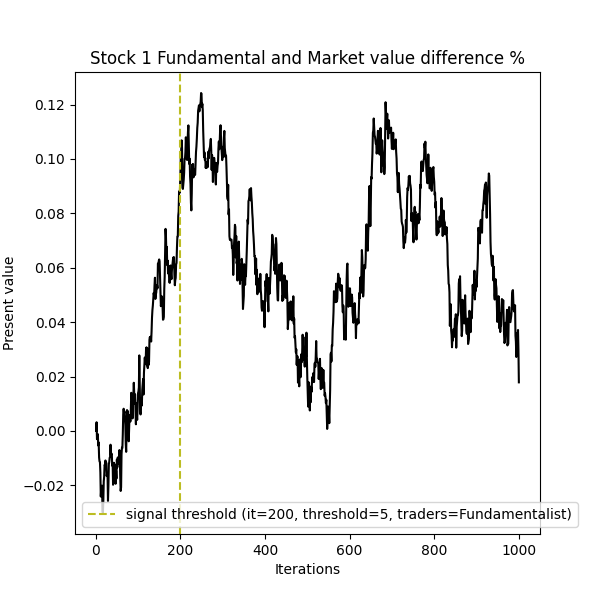 Stock 1 Fundamental and Market value difference %
0.12
0.10
0.08
0.06
0.04
0.02
0.00
−0.02
Present value
signal threshold (it=200, threshold=5, traders=Fundamentalist)
0 200 400 600 800 1000
Iterations